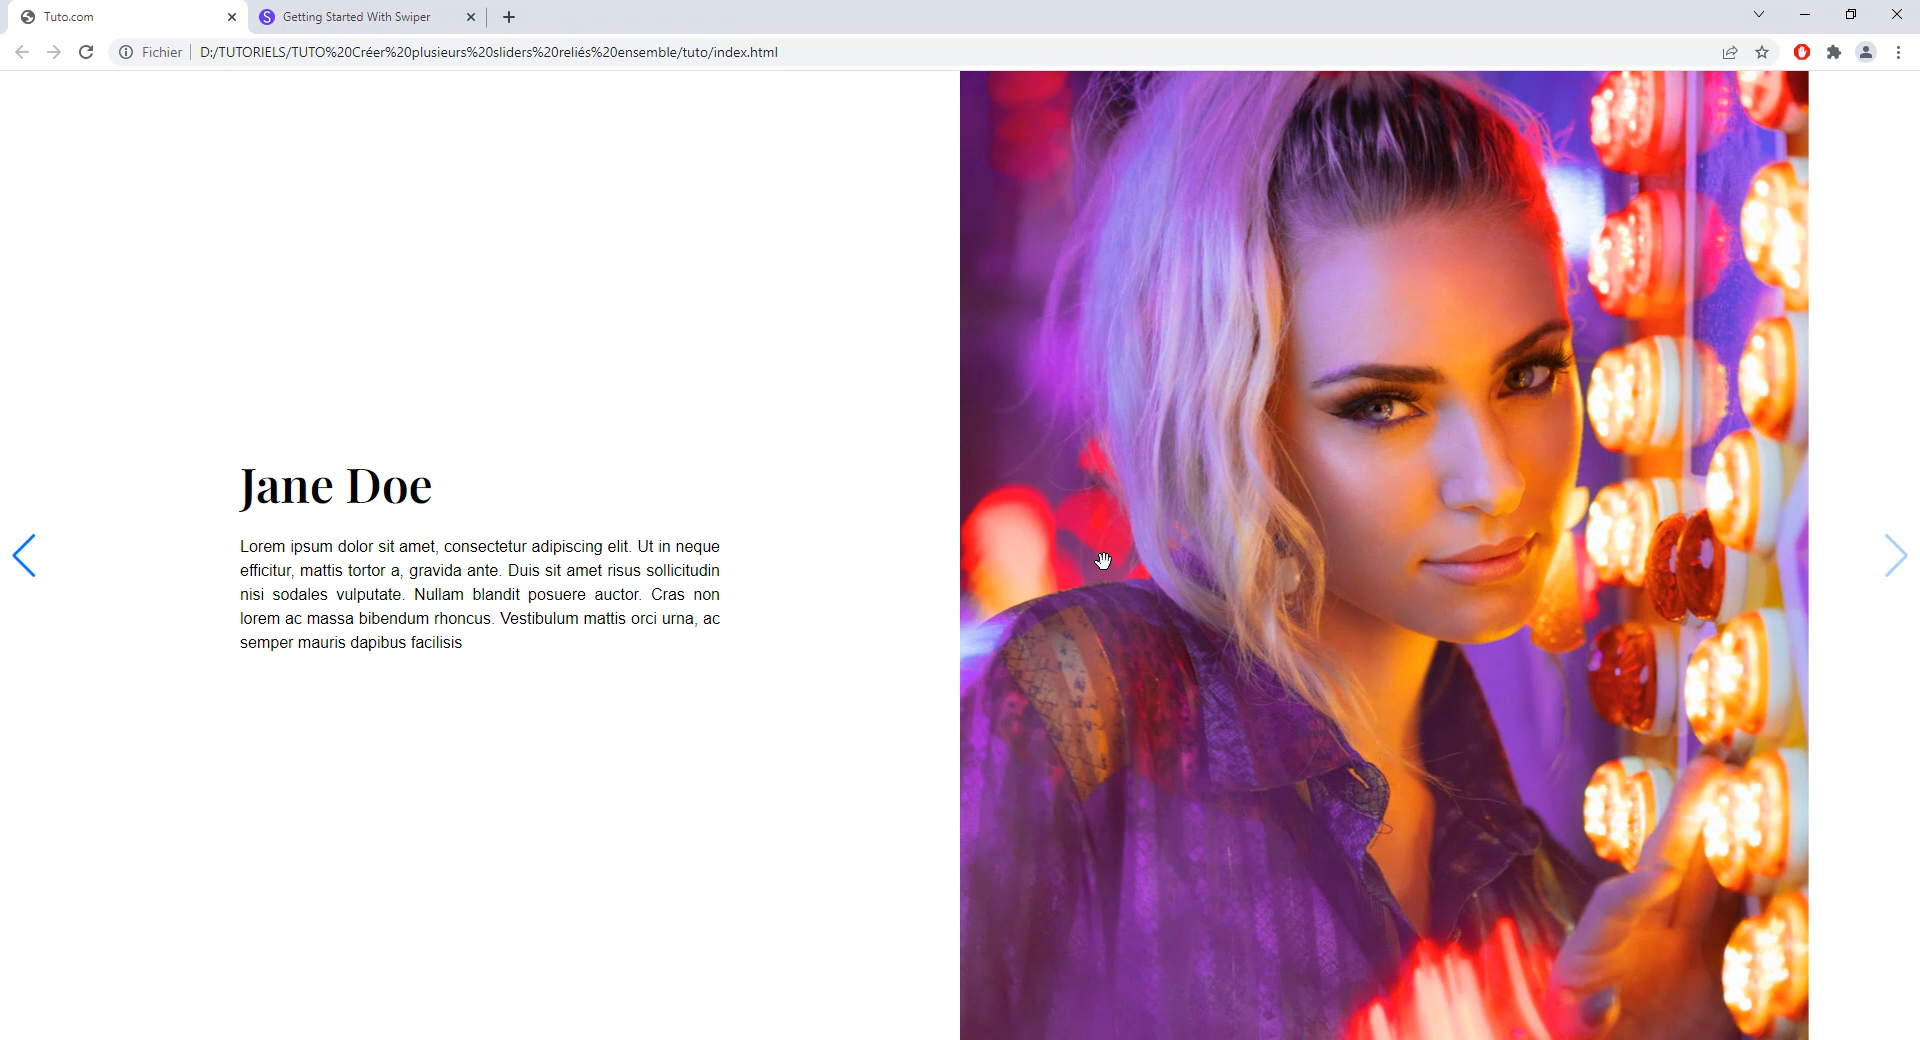 Tuto.com
Getting Started With Swiper
Fichier
D:/TUTORIELS/TUTO%20Créer%20plusieurs%20sliders%20reliés%20ensemble/tuto/index.html
Jane Doe
Lorem ipsum dolor sit amet, consectetur adipiscing elit. Ut in neque
efficitur, mattis tortor a, gravida ante. Duis sit amet risus sollicitudin
nisi sodales vulputate. Nullam blandit posuere auctor. Cras non
lorem ac massa bibendum rhoncus. Vestibulum mattis orci urna, ac
semper mauris dapibus facilisis